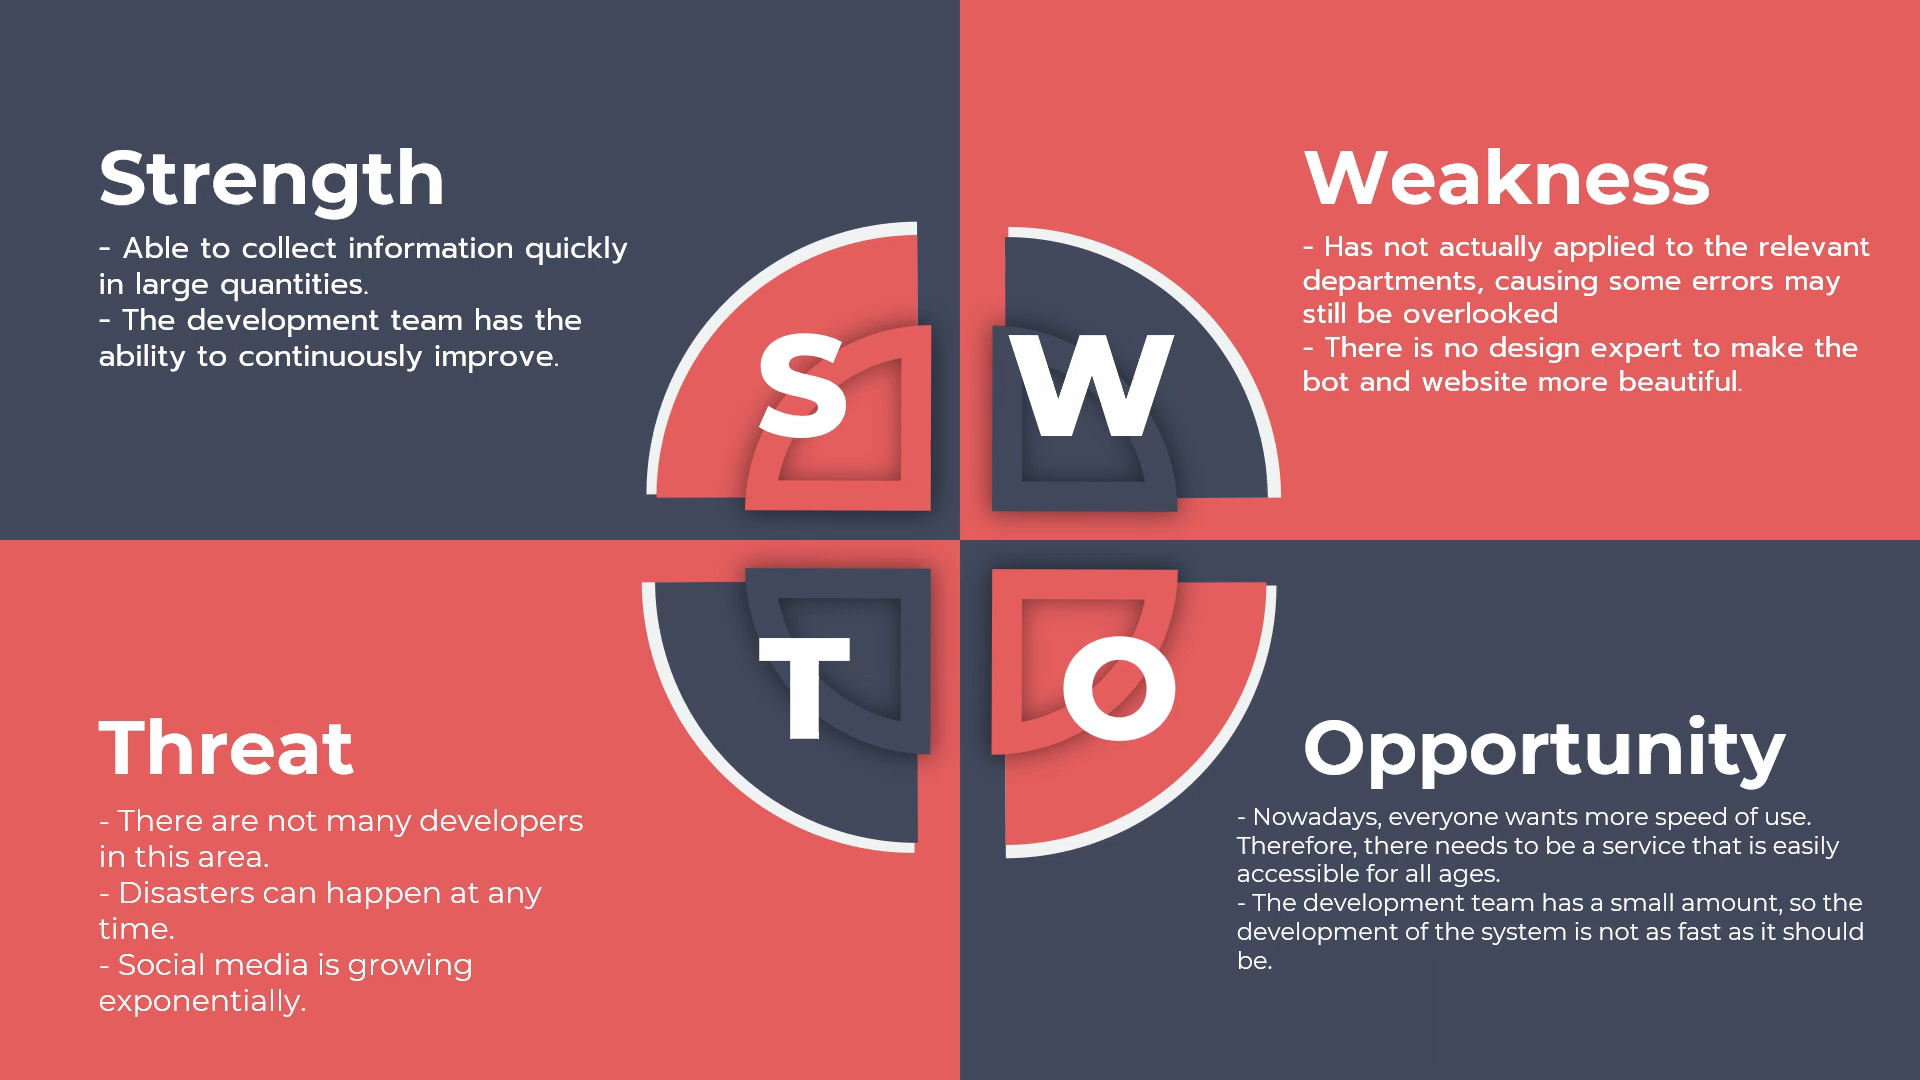 Strength
- Able to collect information quickly
in large quantities.
- The development team has the
ability to continuously improve.
Weakness
- Has not actually applied to the relevant
departments, causing some errors may
still be overlooked
- There is no design expert to make the
bot and website more beautiful.
S
W
T
O
Threat
- There are not many developers
in this area.
- Disasters can happen at any
time.
- Social media is growing
exponentially.
Opportunity
- Nowadays, everyone wants more speed of use.
Therefore, there needs to be a service that is easily
accessible for all ages.
- The development team has a small amount, so the
development of the system is not as fast as it should
be.